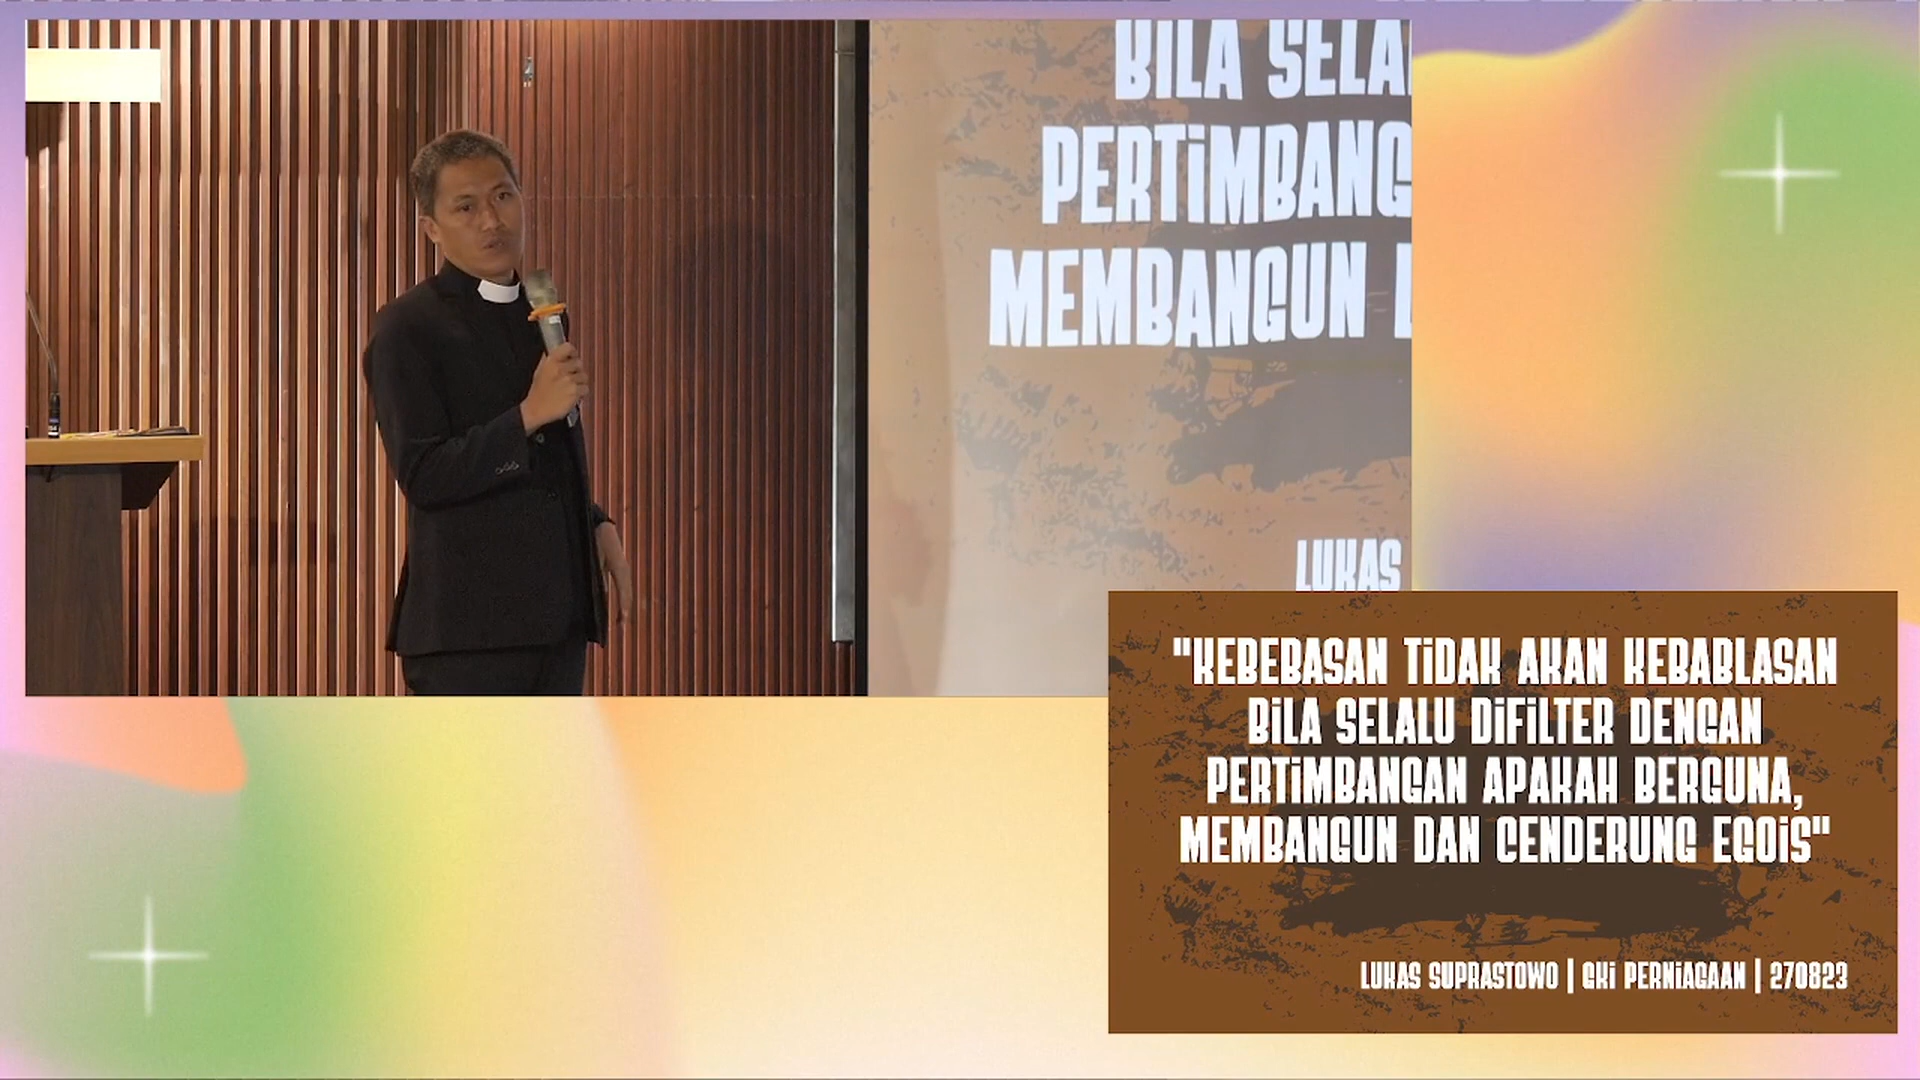 BILA SELA
PERTIMBANG
MEMBANGUN
LUKAS
"KEBEBASAN TiDAK AKAN KEBABLASAN
BiLA SELALU DiFiLTER DENGAN
PERTiMBANGAN APAKAH BERGUNA,
MEMBANGUN DAN CENDERUNG EGOiS"
LUKAS SUPRASTOWO | GKi PERNiAGAAN | 270823